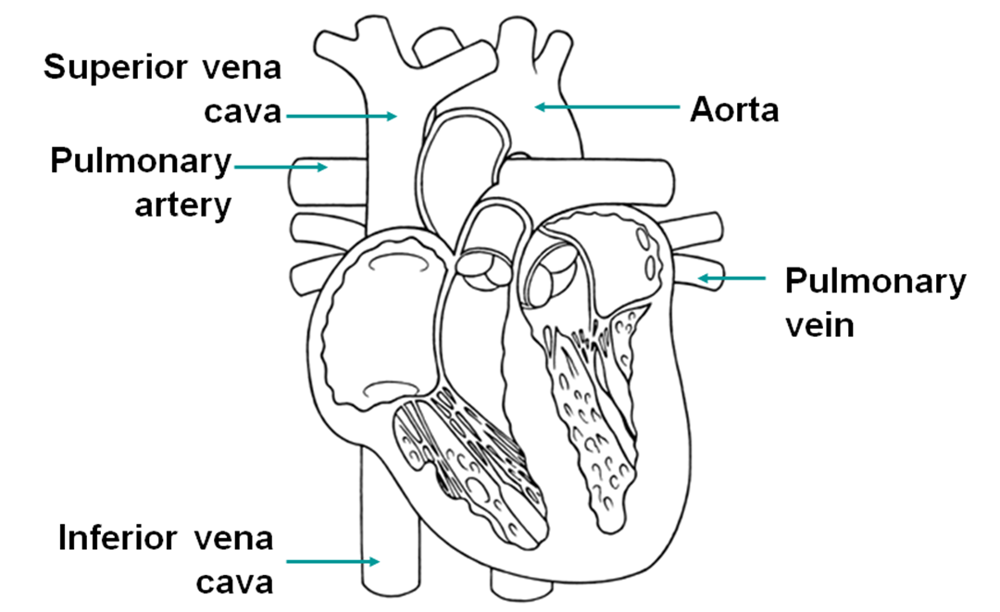 Superior vena
cava
Aorta
Pulmonary
artery
Pulmonary
vein
Inferior vena
cava